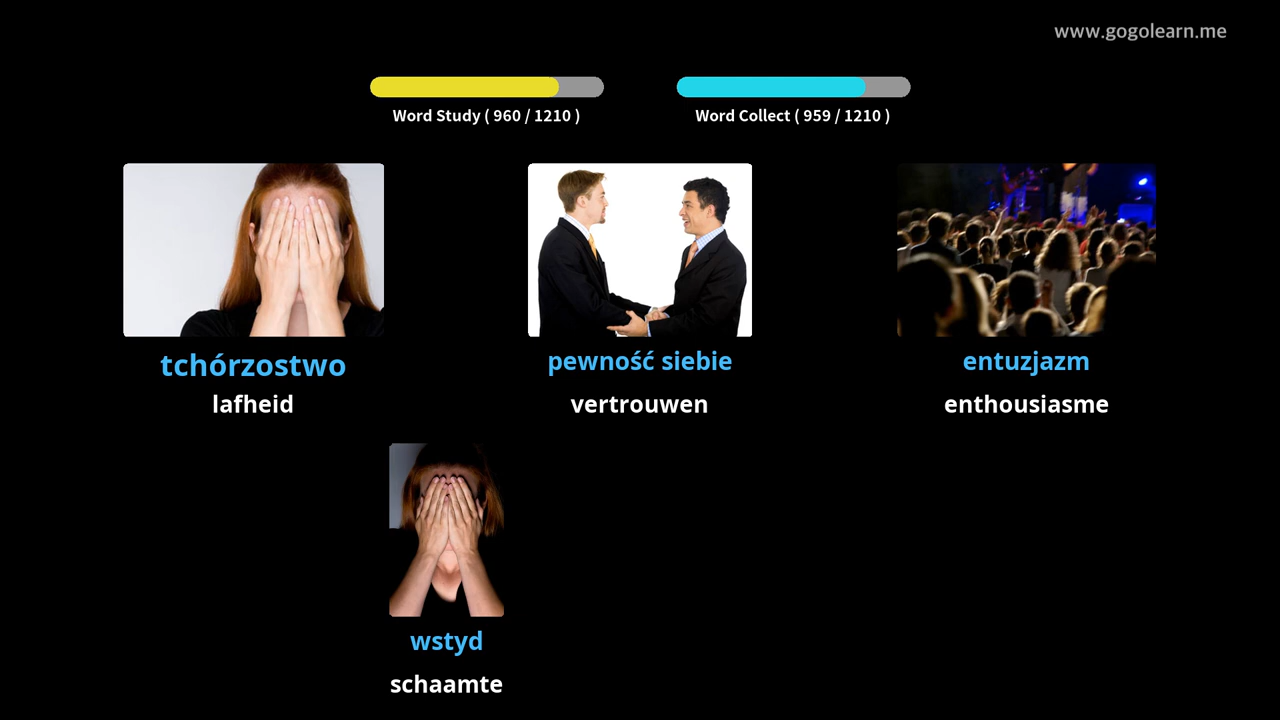 www.gogolearn.me
Word Study ( 960 / 1210 )
Word Collect ( 959 / 1210 )
tchórzostwo
lafheid
pewność siebie
vertrouwen
entuzjazm
enthousiasme
wstyd
schaamte